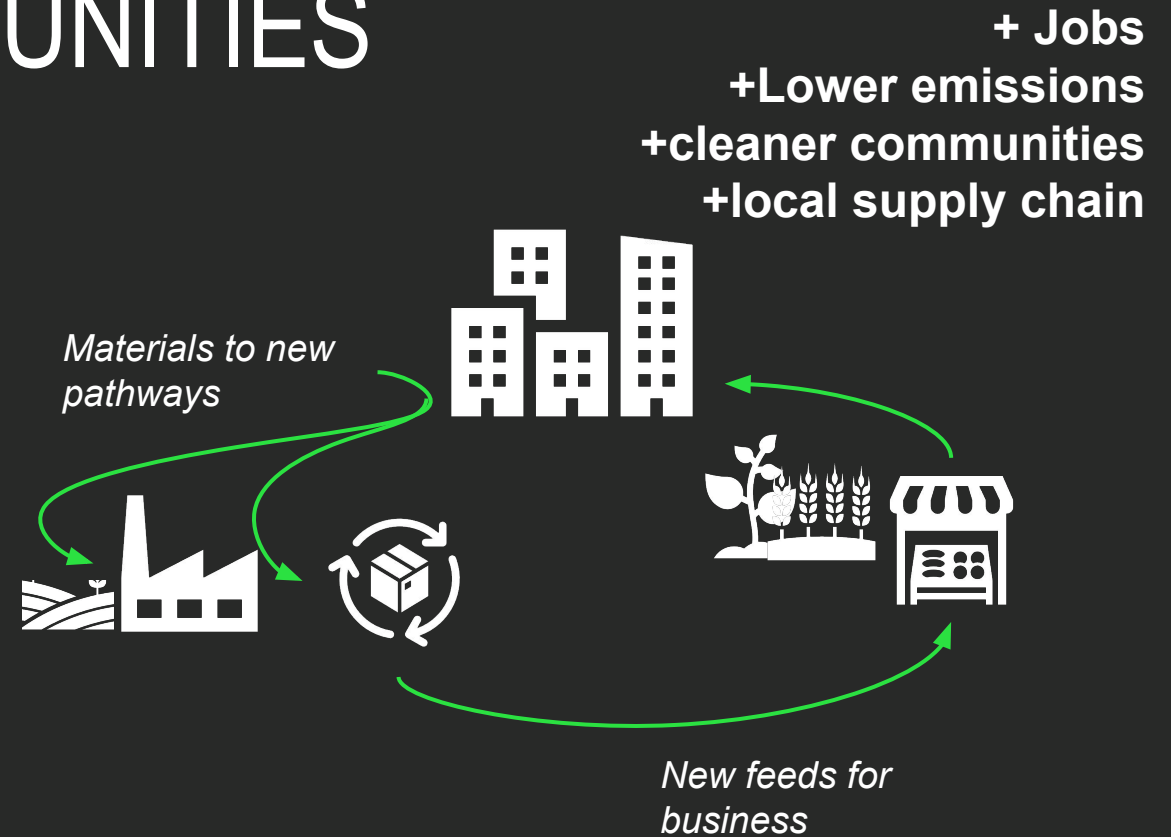 UNITIES
+ Jobs
+Lower emissions
+cleaner communities
+local supply chain
Materials to new
pathways
New feeds for
business